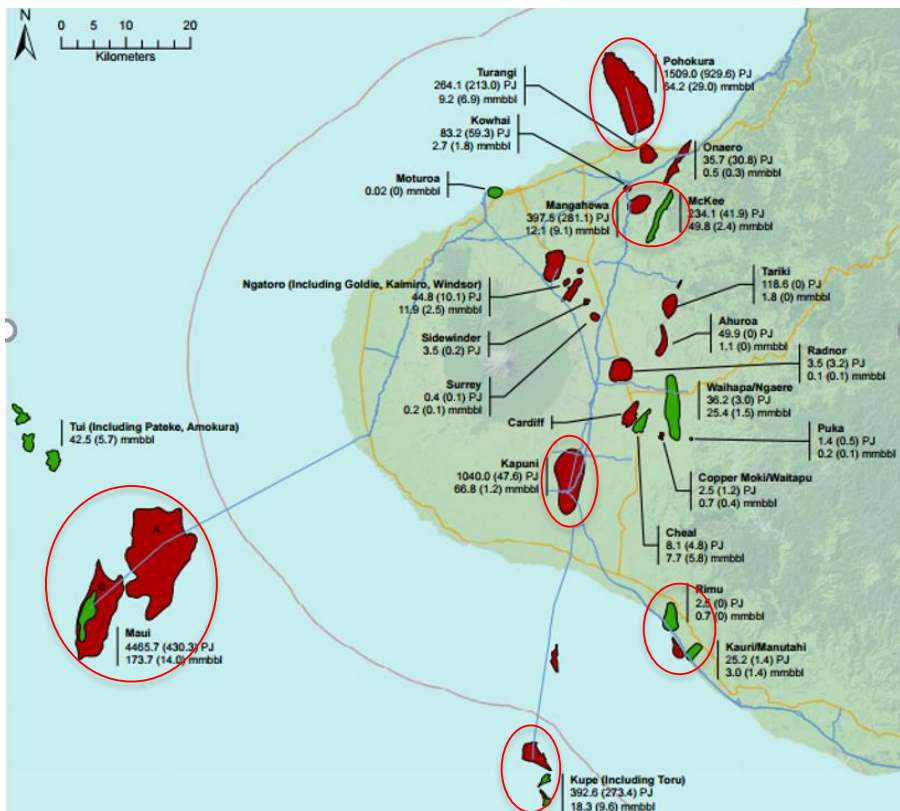 N
0 5 10 20
Kilometers
Pohokura
1509.0 (929.6) PJ
64.2 (29.0) mmbbl
Turangi
264.1 (213.0) PJ
9.2 (6.9) mmbbl
Kowhai
83.2 (59.3) PJ
2.7 (1.8) mmbbl
Onaero
35.7 (30.8) PJ
0.5 (0.3) mmbbl
Moturoa
0.02 (0) mmbbl
Mangahewa
397.5 (281.1) PJ
12.1 (9.1) mmbbl
McKee
234.1 (41.9) PJ
49.8 (2.4) mmbbl
Ngatoro (Including Goldie, Kaimiro, Windsor)
44.8 (10.1) PJ
11.9 (2.5) mmbbl
Tariki
118.6 (0) PJ
1.8 (0) mmbbl
Sidewinder
3.5 (0.2) PJ
Ahuroa
49.9 (0) PJ
1.1 (0) mmbbl
Radnor
3.5 (3.2) PJ
0.1 (0.1) mmbbl
Surrey
0.4 (0.1) PJ
0.2 (0.1) mmbbl
Waihapa/Ngaere
36.2 (3.0) PJ
25.4 (1.5) mmbbl
Cardiff
Tui (Including Pateke, Amokura)
42.5 (5.7) mmbbl
Puka
1.4 (0.5) PJ
0.2 (0.1) mmbbl
Kapuni
1040.0 (47.6) PJ
66.8 (1.2) mmbbl
Copper Moki/Waitapu
2.5 (1.2) PJ
0.7 (0.4) mmbbl
A
Cheal
8.1 (4.8) PJ
7.7 (5.8) mmbbl
B
Rimu
2.5 (0) PJ
0.7 (0) mmbbl
Maui
4465.7 (430.3) PJ
173.7 (14.0) mmbbl
Kauri/Manutahi
25.2 (1.4) PJ
3.0 (1.4) mmbbl
Kupe (Including Toru)
392.6 (273.4) PJ
18.3 (9.6) mmbbl